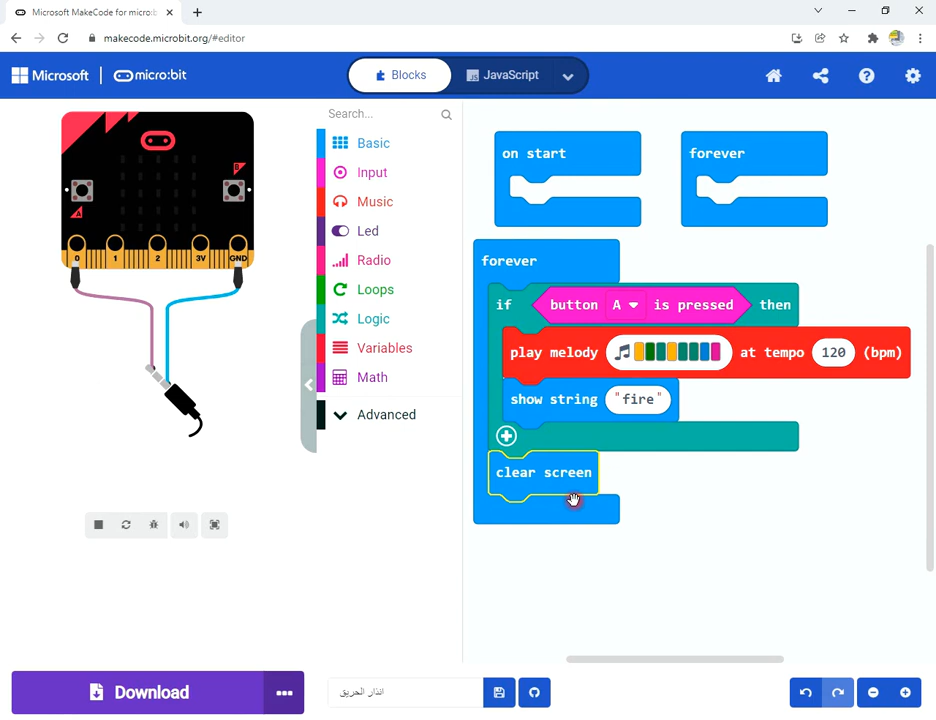 Microsoft MakeCode for micro:b
makecode.microbit.org/#editor
Microsoft
micro:bit
Blocks
JavaScript
Search...
Basic
Input
Music
Led
Radio
Loops
Logic
Variables
Math
Advanced
A
B
0 1 2 3V GND
on start
forever
forever
if button A is pressed then
play melody at tempo 120 (bpm)
show string "fire"
clear screen
Download
انذار الحريق